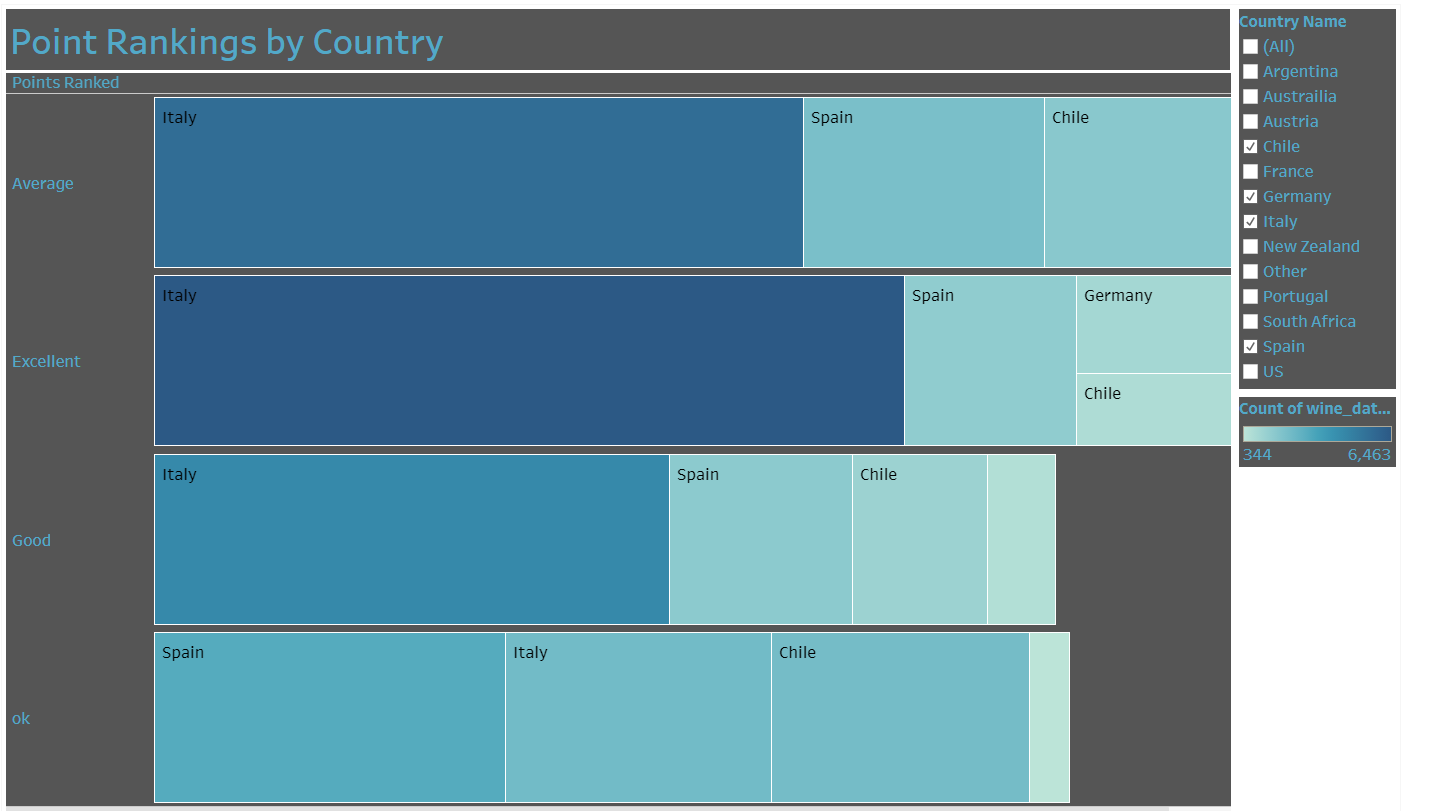 Point Rankings by Country
Points Ranked
Average
Italy
Spain
Chile
Excellent
Italy
Spain
Germany
Chile
Good
Italy
Spain
Chile
ok
Spain
Italy
Chile
Country Name
(All)
Argentina
Austrailia
Austria
Chile
France
Germany
Italy
New Zealand
Other
Portugal
South Africa
Spain
US
Count of wine_dat...
344
6,463